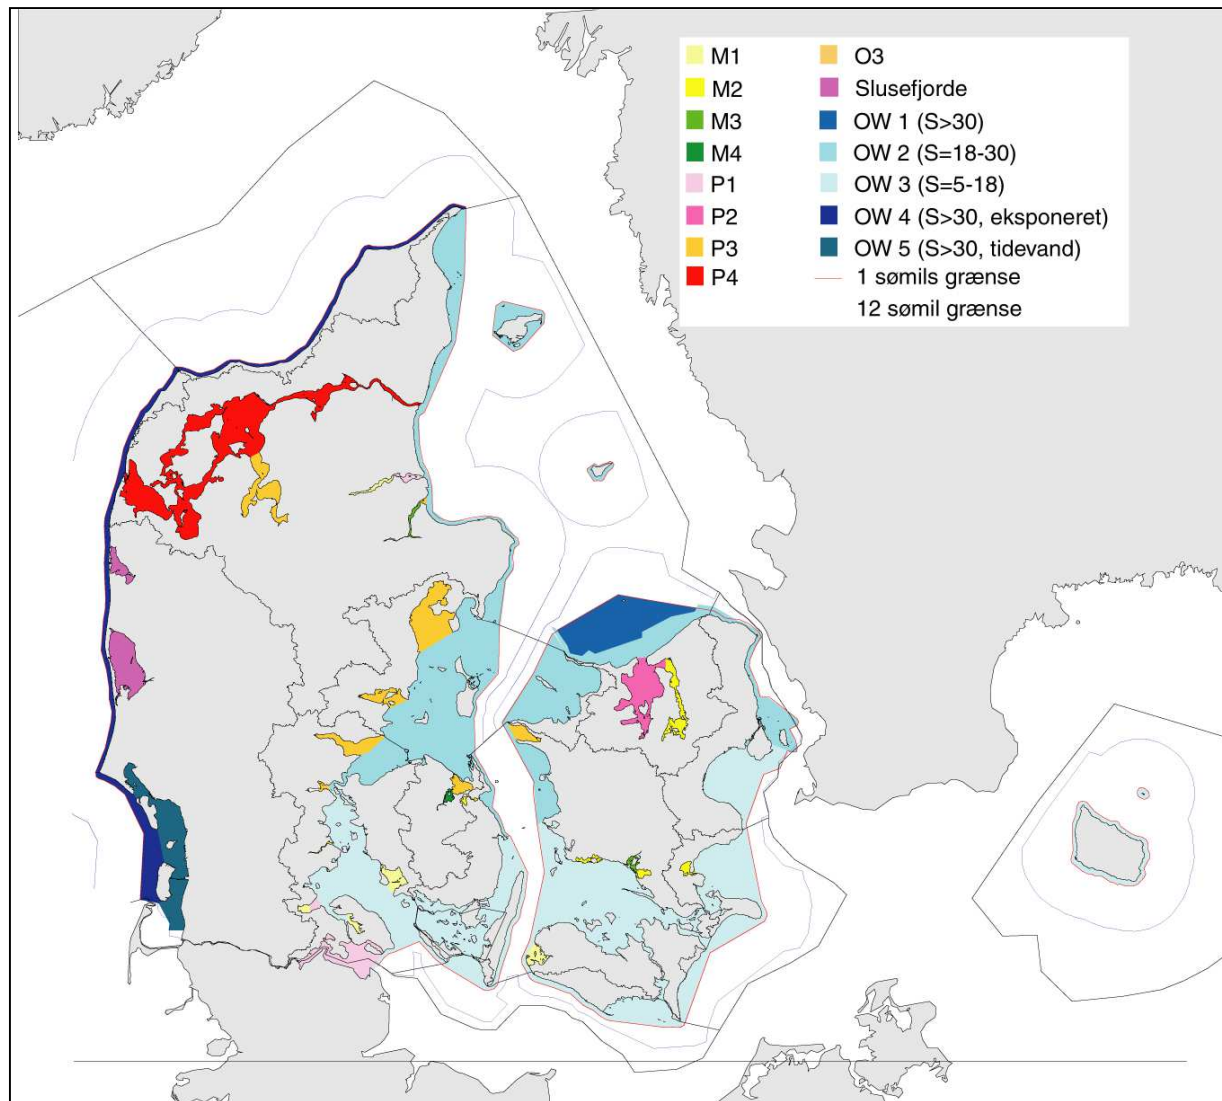 M1
M2
M3
M4
P1
P2
P3
P4
O3
Slusefjorde
OW 1 (S>30)
OW 2 (S=18-30)
OW 3 (S=5-18)
OW 4 (S>30, eksponeret)
OW 5 (S>30, tidevand)
1 sømils grænse
12 sømil grænse